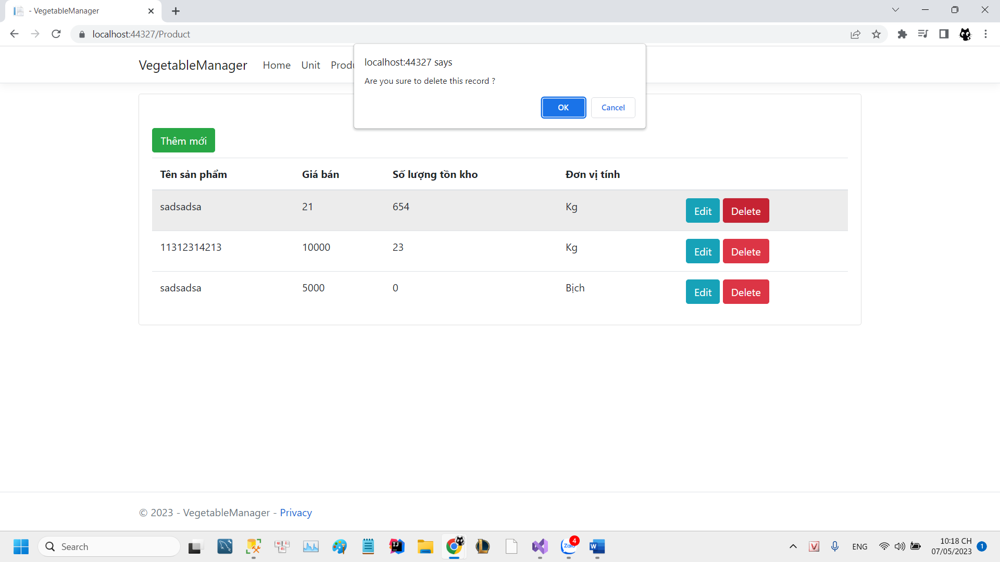 - VegetableManager
localhost:44327/Product
VegetableManager Home Unit
localhost:44327 says
Are you sure to delete this record ?
OK Cancel
Thêm mới
Tên sản phẩm Giá bán Số lượng tồn kho Đơn vị tính
sadsadsa 21 654 Kg Edit Delete
11312314213 10000 23 Kg Edit Delete
sadsadsa 5000 0 Bịch Edit Delete
© 2023 - VegetableManager - Privacy
Search
4
Zalo
W
IJ
V
ENG
10:18 CH
07/05/2023
1